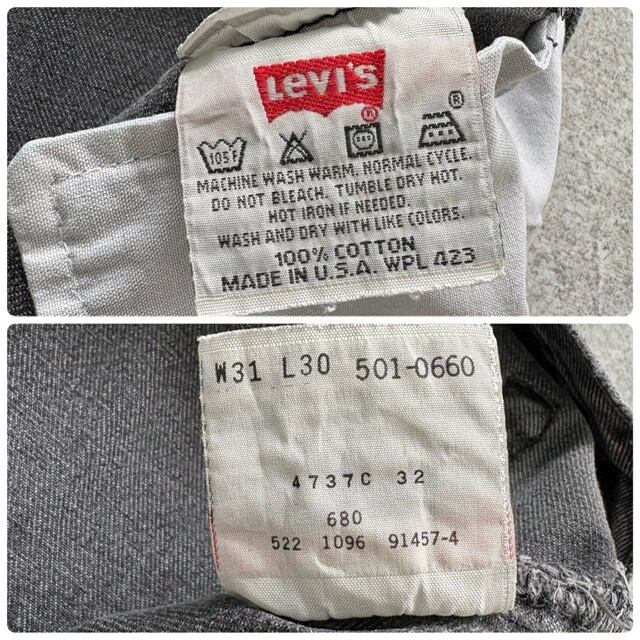 Levi's
®
®
105F
MACHINE WASH WARM. NORMAL CYCLE.
DO NOT BLEACH. TUMBLE DRY HOT.
HOT IRON IF NEEDED.
WASH AND DRY WITH LIKE COLORS.
100% COTTON
MADE IN U.S.A. WPL 423
W31 L30 501-0660
4737C 32
680
522 1096 91457-4